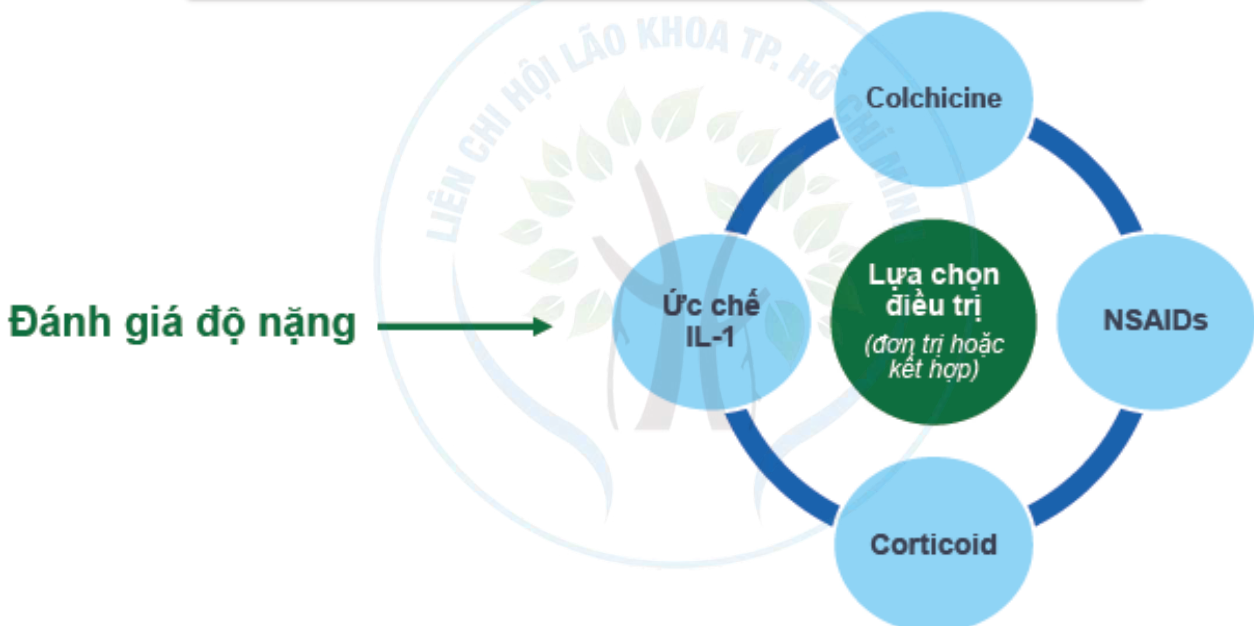 LIÊN CHI HỘI LÃO KHOA TP. HỒ CHÍ MINH
Đánh giá độ nặng
Colchicine
Ức chế
IL-1
Lựa chọn
điều trị
(đơn trị hoặc
kết hợp)
NSAIDs
Corticoid